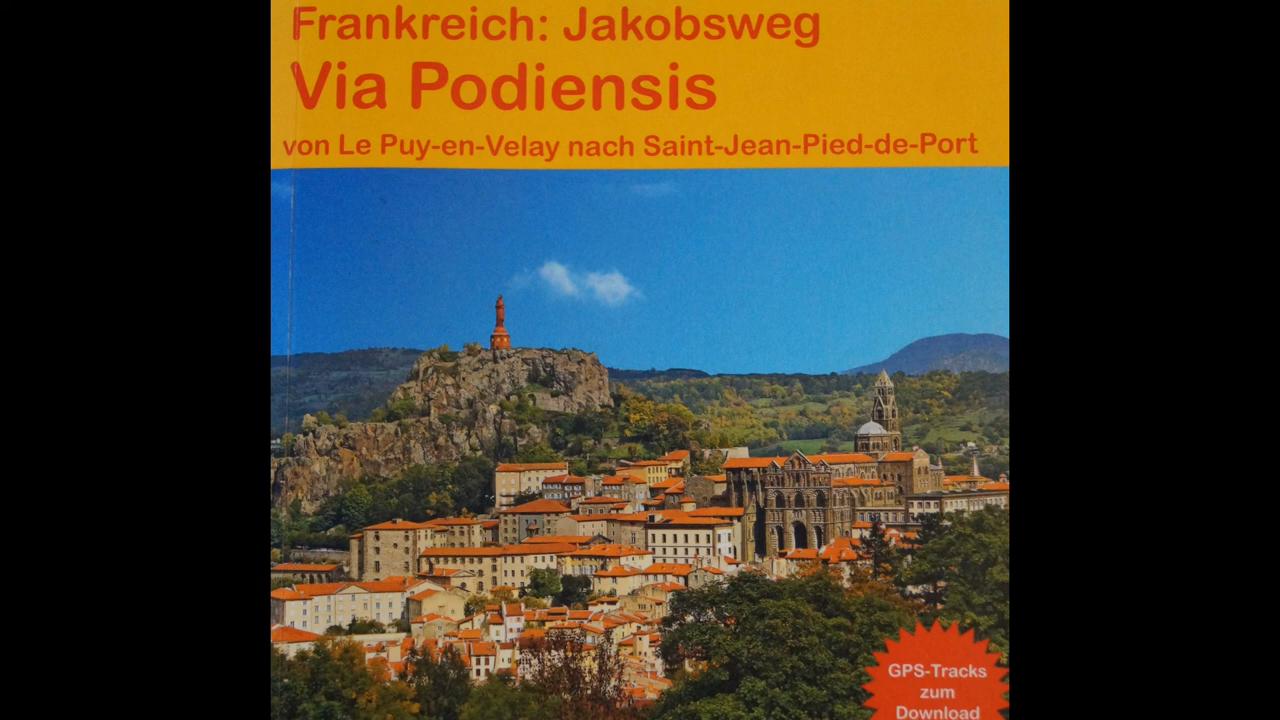 Frankreich: Jakobsweg
Via Podiensis
von Le Puy-en-Velay nach Saint-Jean-Pied-de-Port
GPS-Tracks
zum
Download